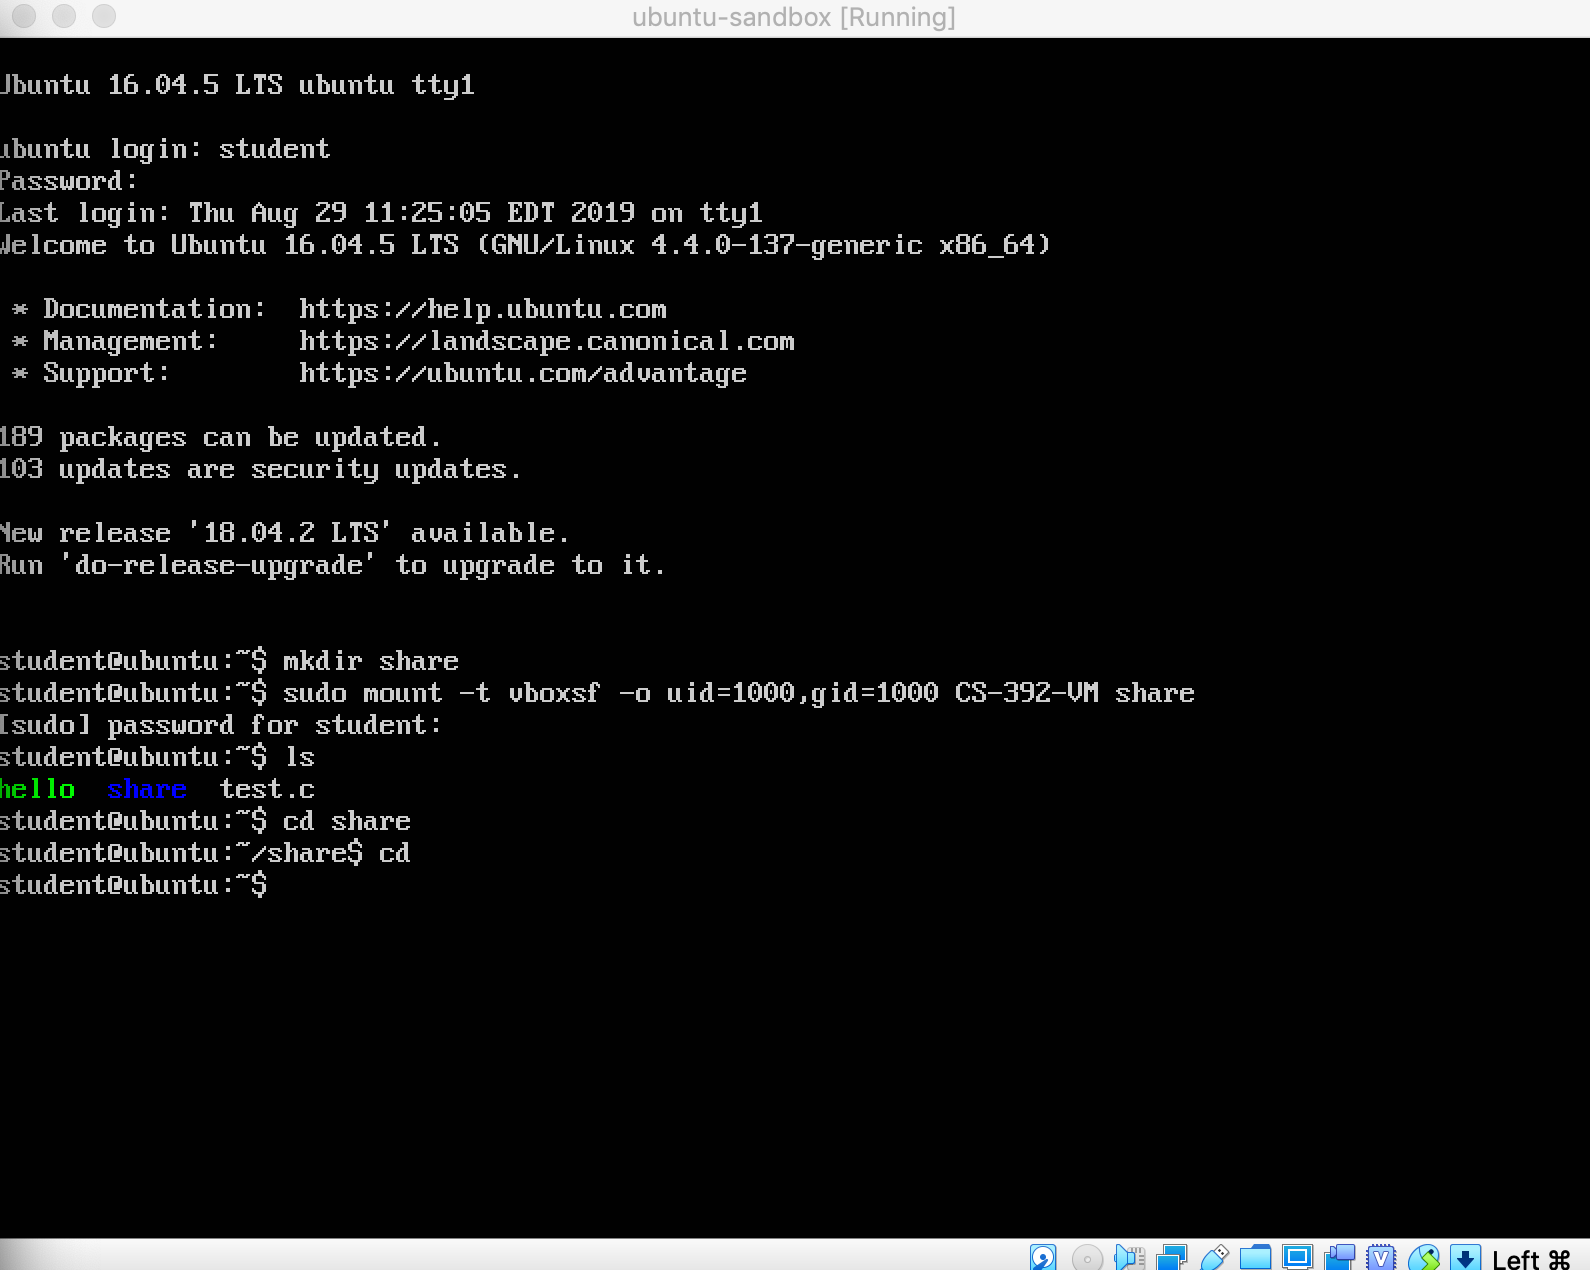 ubuntu-sandbox [Running]
Ubuntu 16.04.5 LTS ubuntu tty1
ubuntu login: student
Password:
Last login: Thu Aug 29 11:25:05 EDT 2019 on tty1
Welcome to Ubuntu 16.04.5 LTS (GNU/Linux 4.4.0-137-generic x86_64)
* Documentation:  https://help.ubuntu.com
* Management:     https://landscape.canonical.com
* Support:        https://ubuntu.com/advantage
189 packages can be updated.
103 updates are security updates.
New release '18.04.2 LTS' available.
Run 'do-release-upgrade' to upgrade to it.
student@ubuntu:~$ mkdir share
student@ubuntu:~$ sudo mount -t vboxsf -o uid=1000,gid=1000 CS-392-VM share
[sudo] password for student:
student@ubuntu:~$ ls
hello  share  test.c
student@ubuntu:~$ cd share
student@ubuntu:~/share$ cd
student@ubuntu:~$
Left ⌘